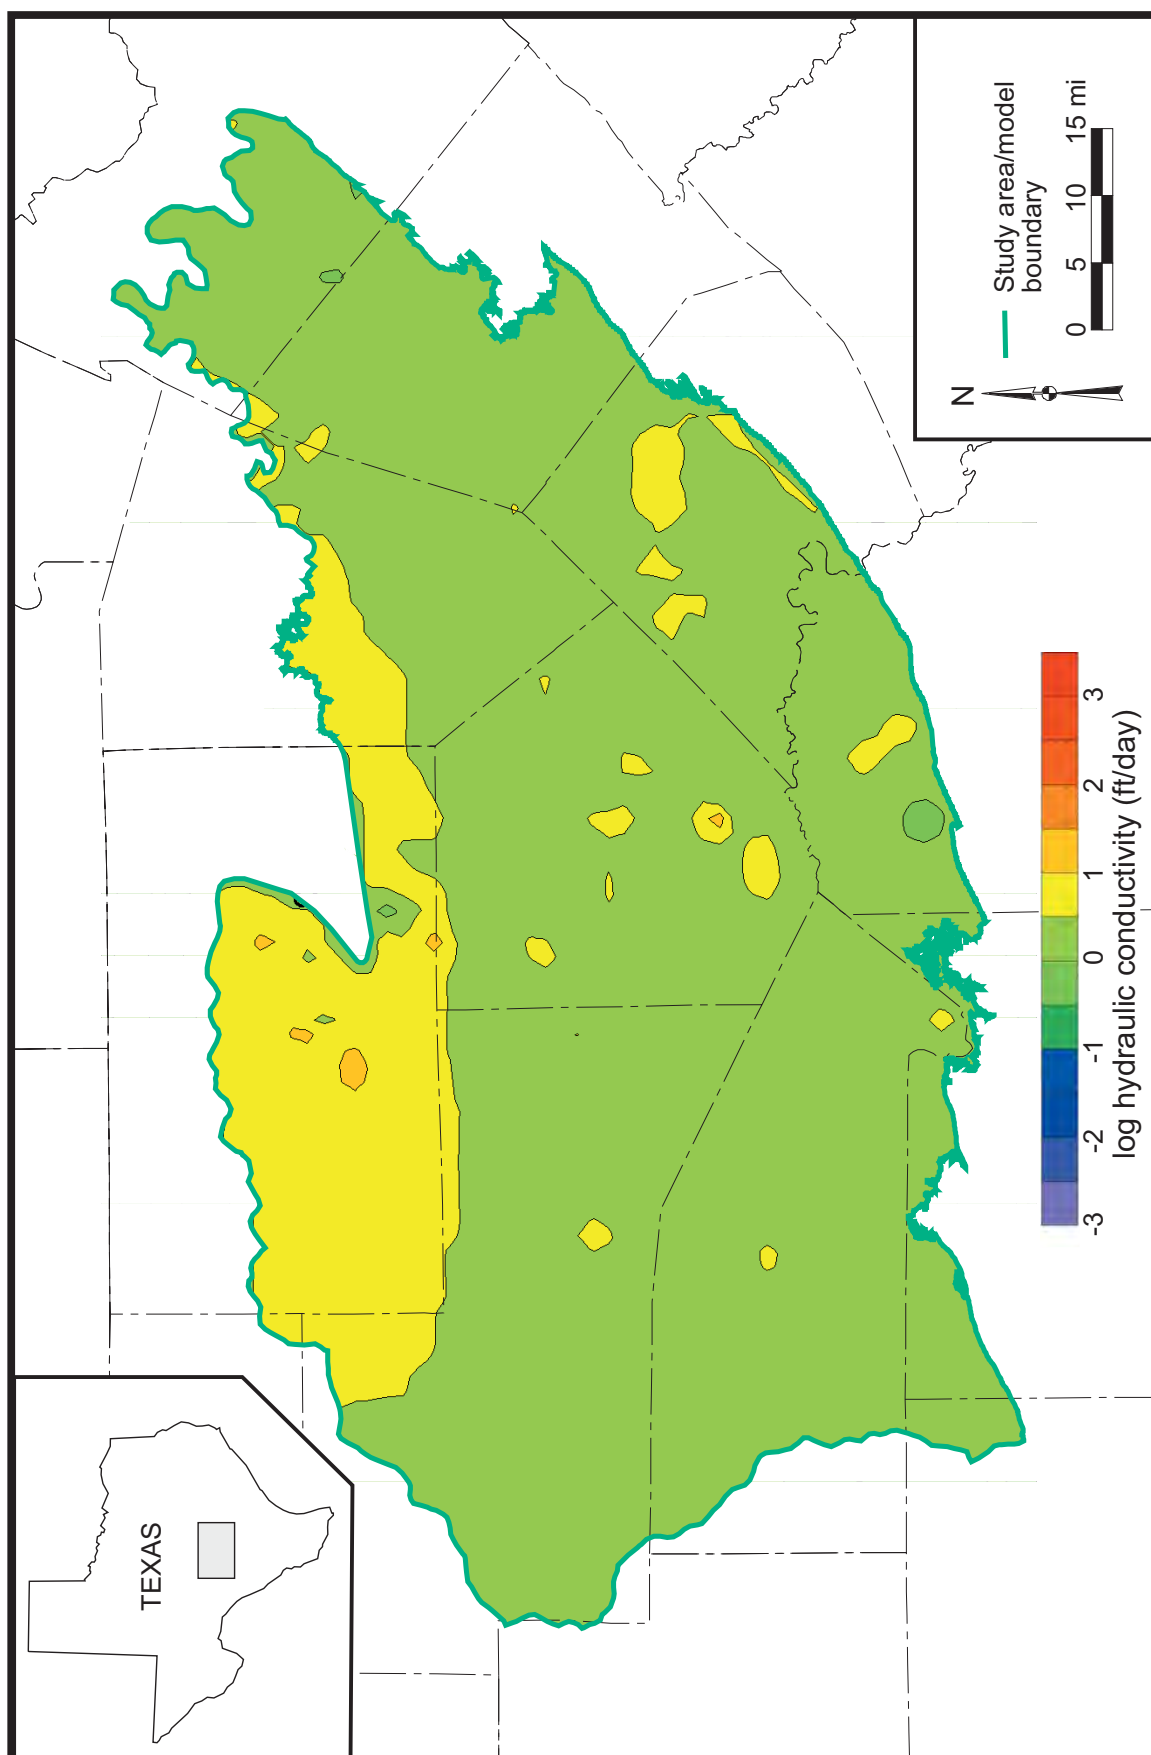 TEXAS
N
Study area/model
boundary
0 5 10 15 mi
-3 -2 -1 0 1 2 3
log hydraulic conductivity (ft/day)